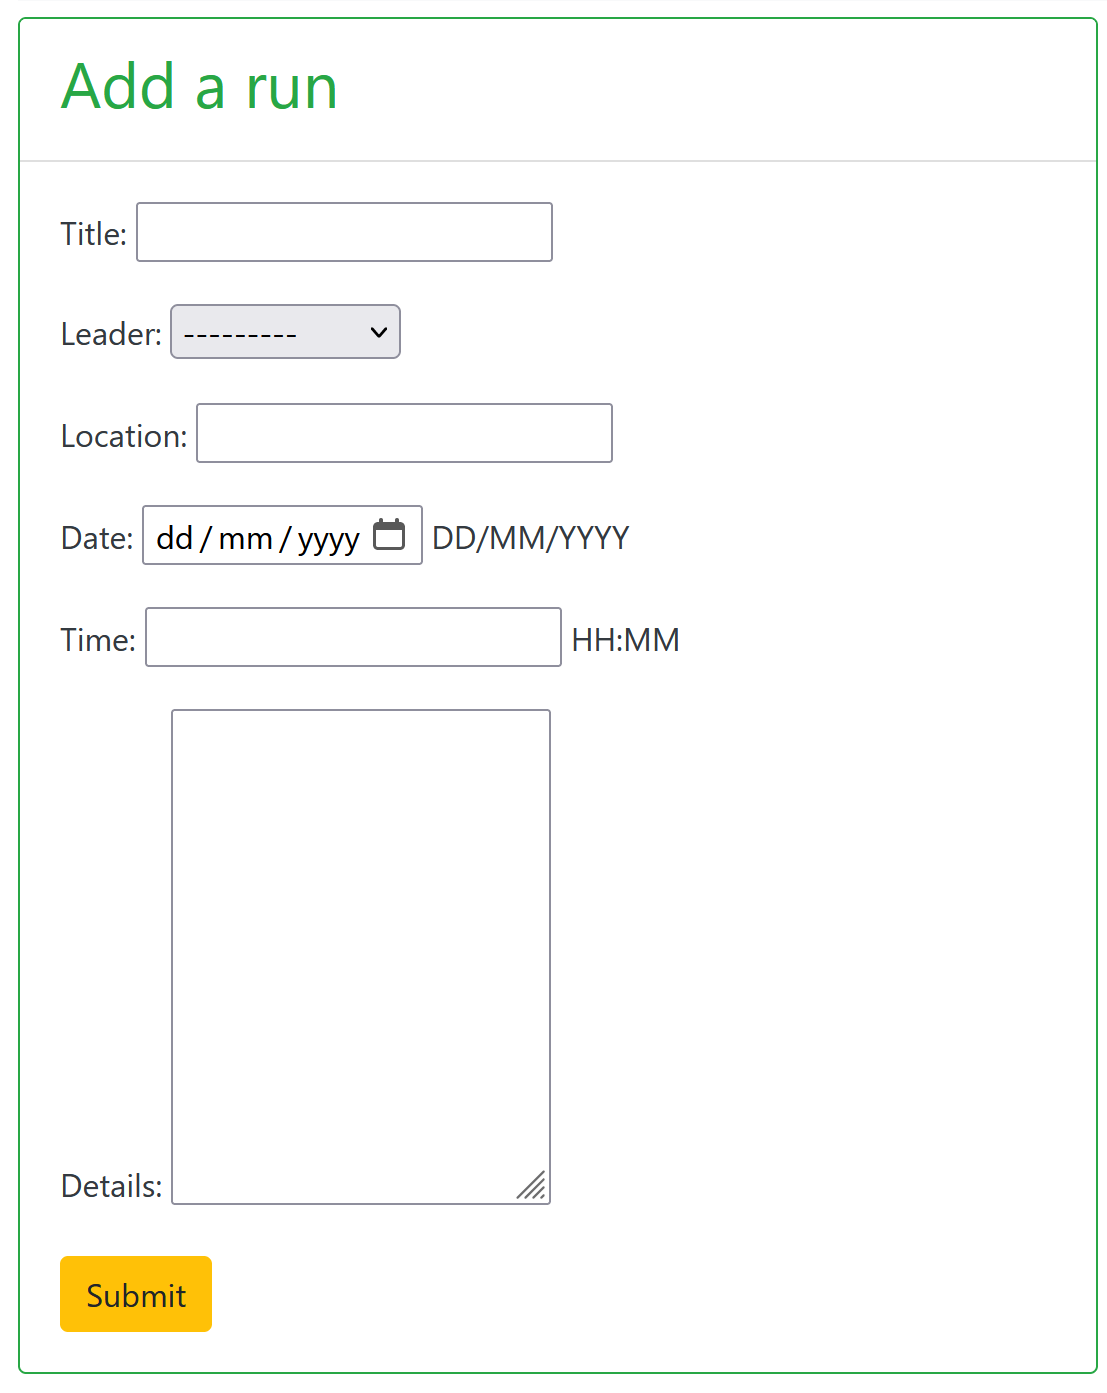 Add a run
Title:
Leader: ---------
Location:
Date: dd/mm/yyyy DD/MM/YYYY
Time: HH:MM
Details:
Submit